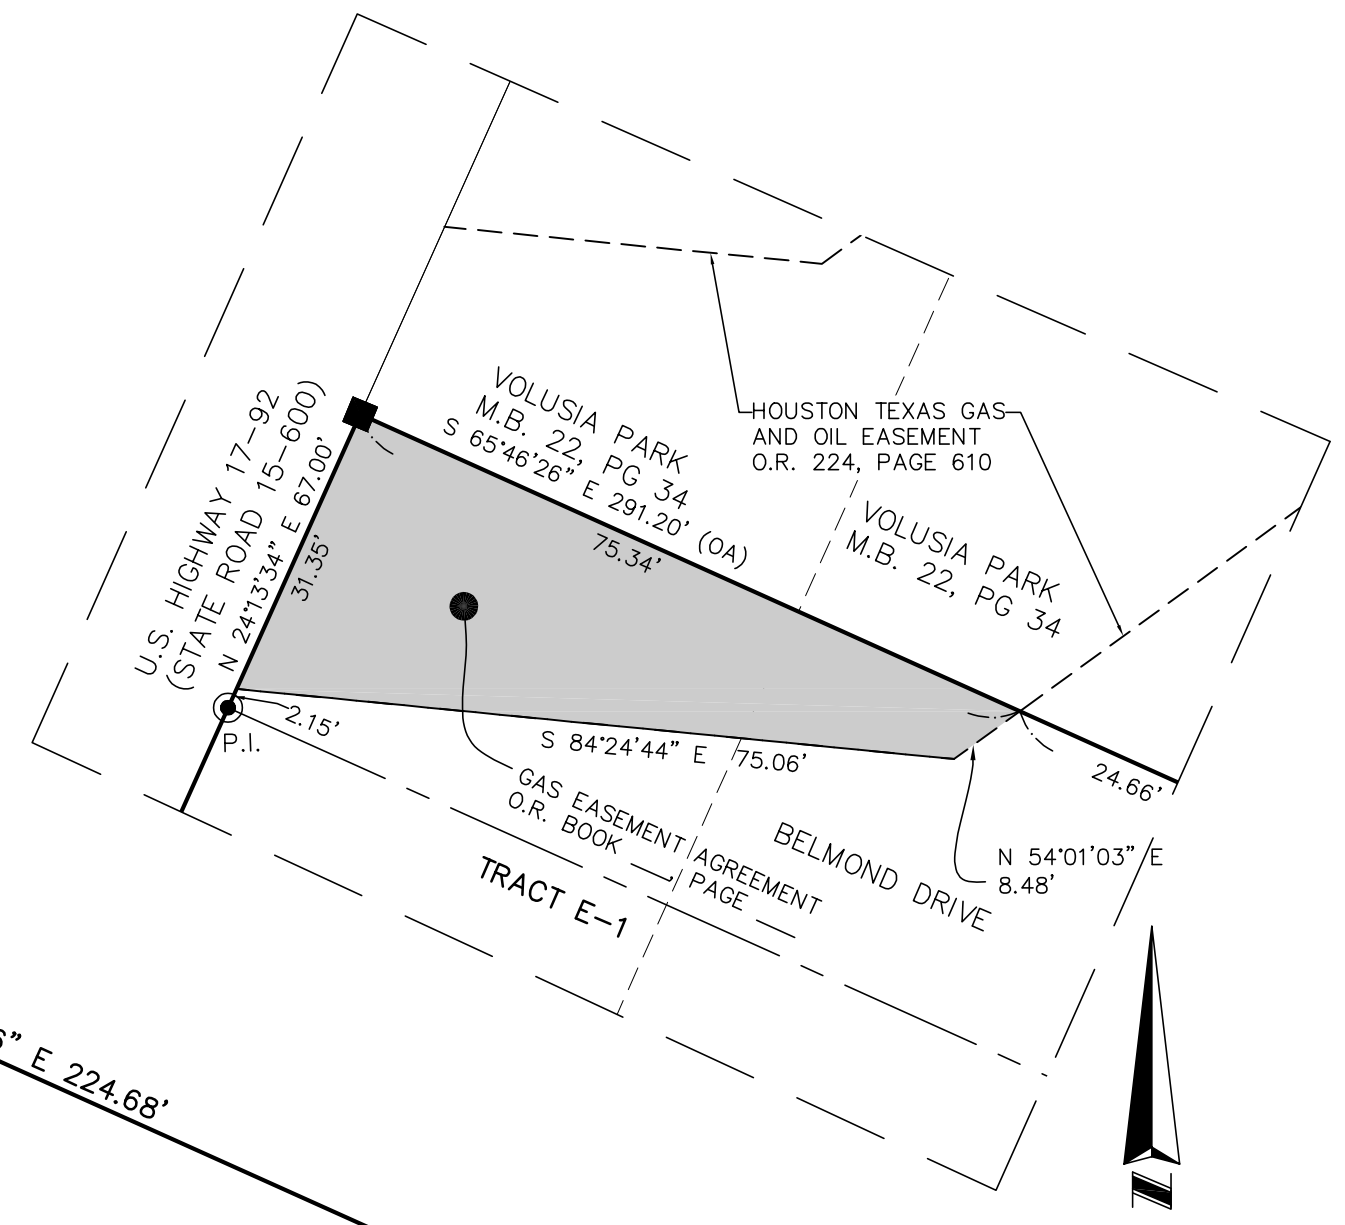 VOLUSIA PARK
M.B. 22, PG 34
S 65°46'26" E 291.20' (OA)
75.34'
HOUSTON TEXAS GAS
AND OIL EASEMENT
O.R. 224, PAGE 610
VOLUSIA PARK
M.B. 22, PG 34
U.S. HIGHWAY 17-92
(STATE ROAD 15-600)
N 24°13'34" E 67.00'
31.35'
2.15'
P.I.
S 84°24'44" E 75.06'
24.66'
GAS EASEMENT AGREEMENT
O.R. BOOK ____, PAGE ____
BELMOND DRIVE
N 54°01'03" E
8.48'
TRACT E-1
6" E 224.68'
N